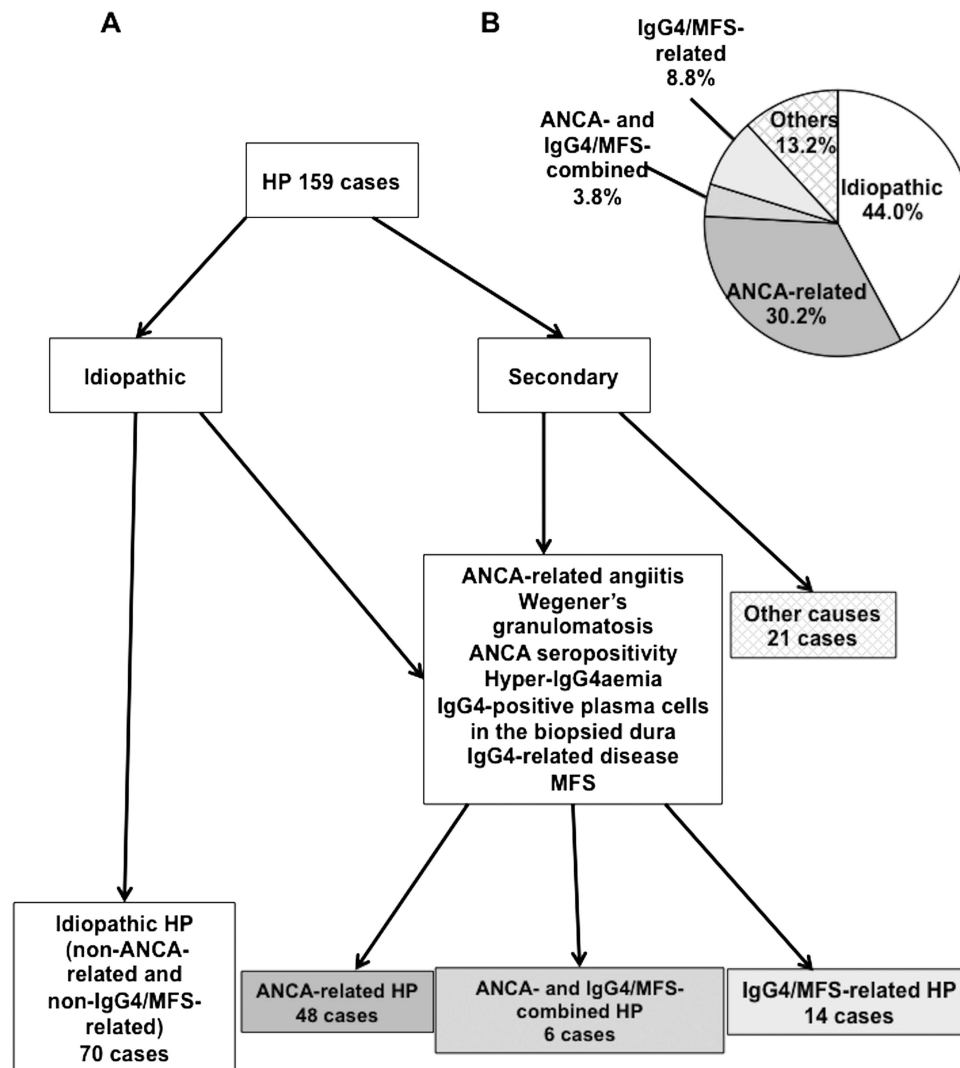 A
HP 159 cases
Idiopathic
Secondary
ANCA-related angiitis
Wegener's
granulomatosis
ANCA seropositivity
Hyper-IgG4aemia
IgG4-positive plasma cells
in the biopsied dura
IgG4-related disease
MFS
Other causes
21 cases
Idiopathic HP
(non-ANCA-
related and
non-IgG4/MFS-
related)
70 cases
ANCA-related HP
48 cases
ANCA- and IgG4/MFS-
combined HP
6 cases
IgG4/MFS-related HP
14 cases
B
IgG4/MFS-
related
8.8%
ANCA- and
IgG4/MFS-
combined
3.8%
Others
13.2%
Idiopathic
44.0%
ANCA-related
30.2%